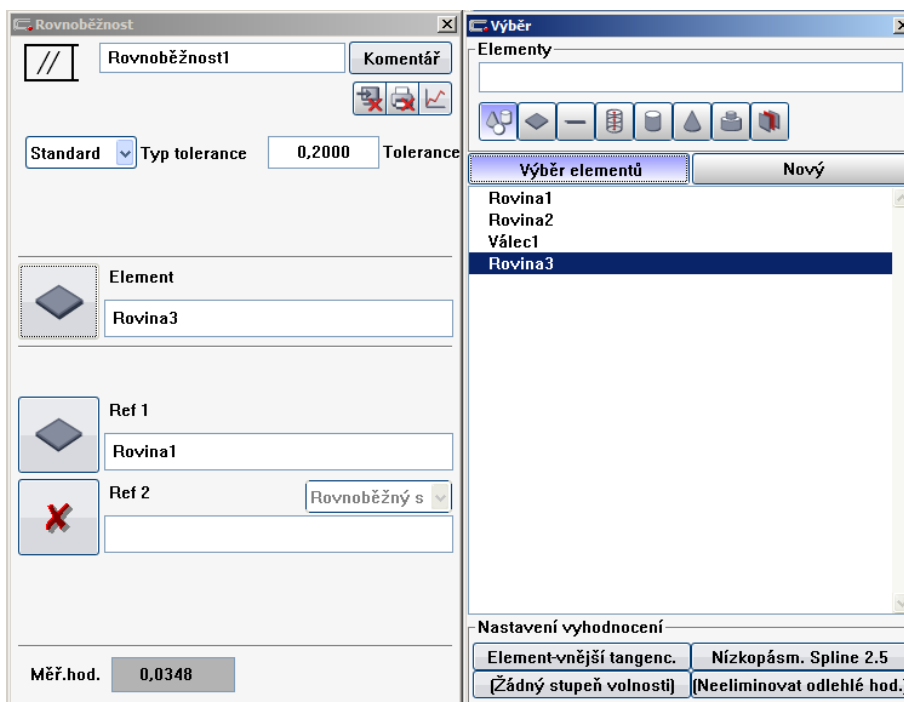 Rovnoběžnost
Rovnoběžnost1
Komentář
Standard
Typ tolerance
0,2000
Tolerance
Element
Rovina3
Ref 1
Rovina1
Ref 2
Rovnoběžný s
Měř.hod.
0,0348
Výběr
Elementy
Výběr elementů
Nový
Rovina1
Rovina2
Válec1
Rovina3
Nastavení vyhodnocení
Element-vnější tangenc.
Nízkopásm. Spline 2.5
(Žádný stupeň volnosti)
(Neeliminovat odlehlé hod.)